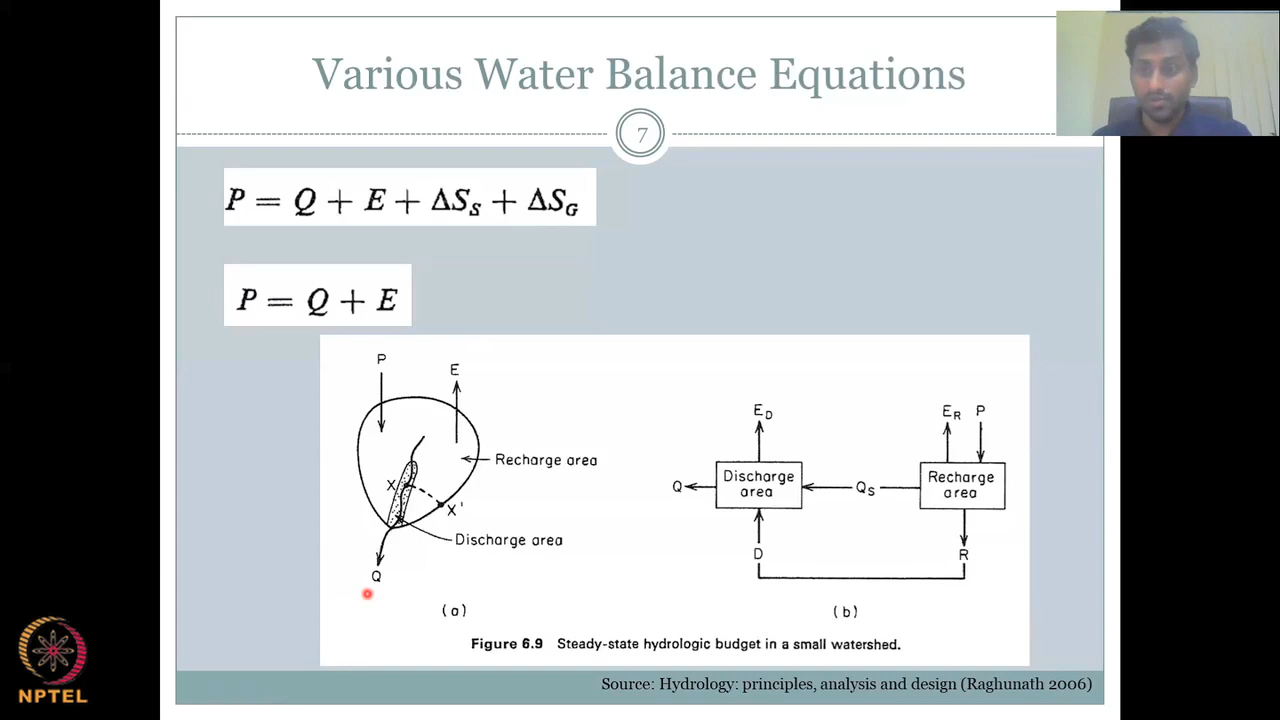 Various Water Balance Equations
7
P = Q + E + ΔS_S + ΔS_G
P = Q + E
P
E
Recharge area
X
X'
Discharge area
Q
(a)
E_D
E_R P
Q
Discharge area
Q_S
Recharge area
D
R
(b)
Figure 6.9 Steady-state hydrologic budget in a small watershed.
Source: Hydrology: principles, analysis and design (Raghunath 2006)
NPTEL